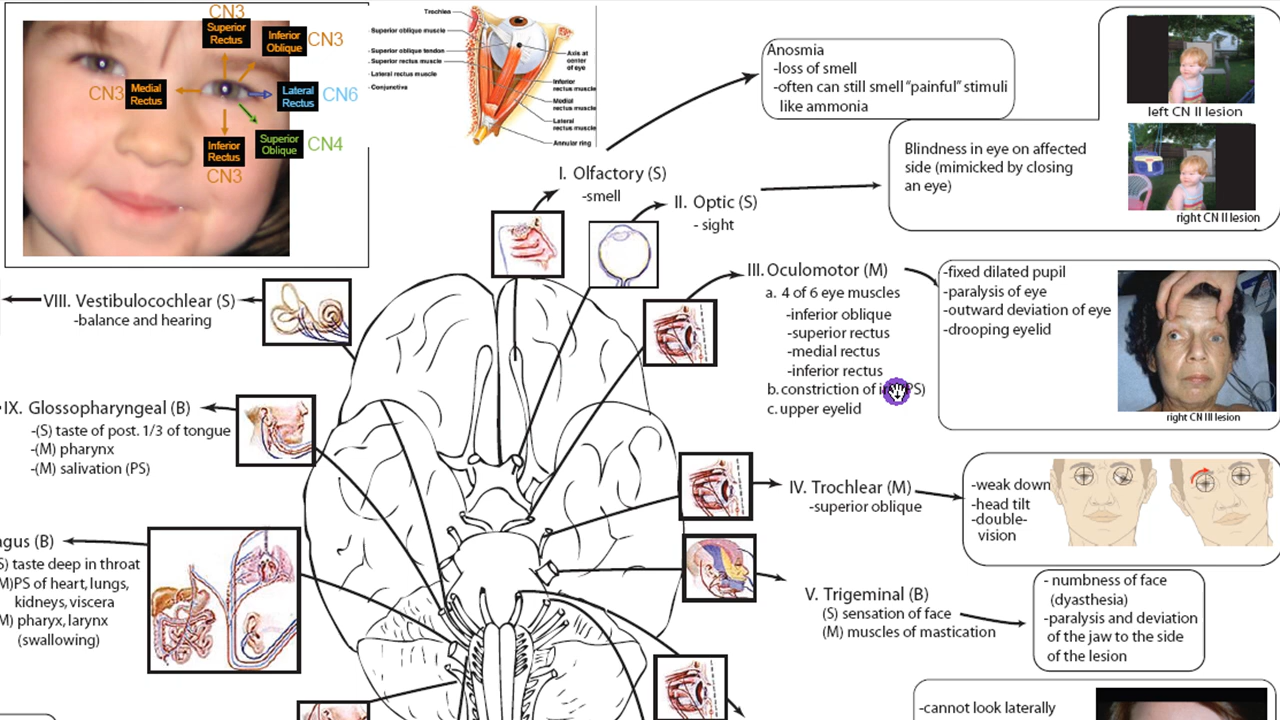 CN3
Superior
Rectus
Inferior
Oblique
CN3
CN3
Medial
Rectus
Lateral
Rectus
CN6
Superior
Oblique
CN4
Inferior
Rectus
CN3
Trochlea
Superior oblique muscle
Superior oblique tendon
Superior rectus muscle
Lateral rectus muscle
Conjunctiva
Axis at
center
of eye
Inferior
rectus muscle
Medial
rectus muscle
Lateral
rectus muscle
Annular ring
Anosmia
-loss of smell
-often can still smell “painful” stimuli
like ammonia
left CN II lesion
Blindness in eye on affected
side (mimicked by closing
an eye)
right CN II lesion
I. Olfactory (S)
-smell
II. Optic (S)
- sight
III. Oculomotor (M)
a. 4 of 6 eye muscles
-inferior oblique
-superior rectus
-medial rectus
-inferior rectus
b. constriction of PS)
c. upper eyelid
-fixed dilated pupil
-paralysis of eye
-outward deviation of eye
-drooping eyelid
right CN III lesion
VIII. Vestibulocochlear (S)
-balance and hearing
IX. Glossopharyngeal (B)
-(S) taste of post. 1/3 of tongue
-(M) pharynx
-(M) salivation (PS)
IV. Trochlear (M)
-superior oblique
-weak down
-head tilt
-double-
vision
agus (B)
S) taste deep in throat
M)PS of heart, lungs,
kidneys, viscera
M) pharyx, larynx
(swallowing)
V. Trigeminal (B)
(S) sensation of face
(M) muscles of mastication
- numbness of face
(dyasthesia)
-paralysis and deviation
of the jaw to the side
of the lesion
-cannot look laterally